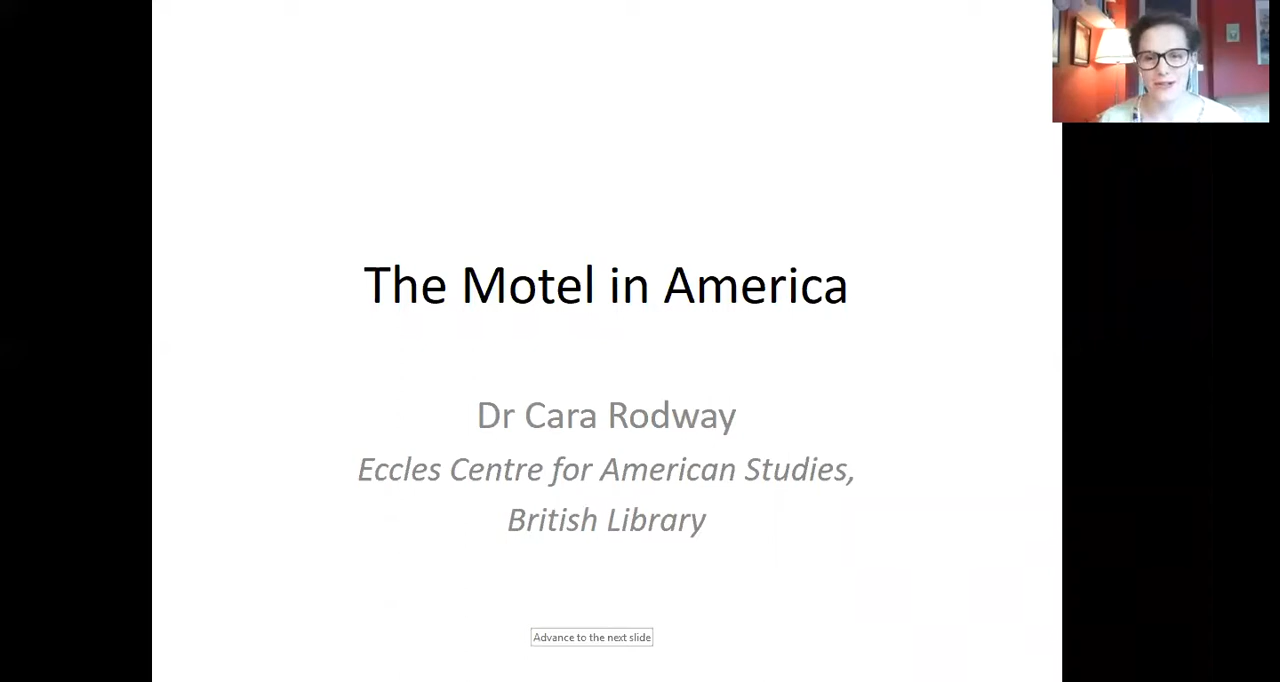 The Motel in America
Dr Cara Rodway
Eccles Centre for American Studies,
British Library
Advance to the next slide